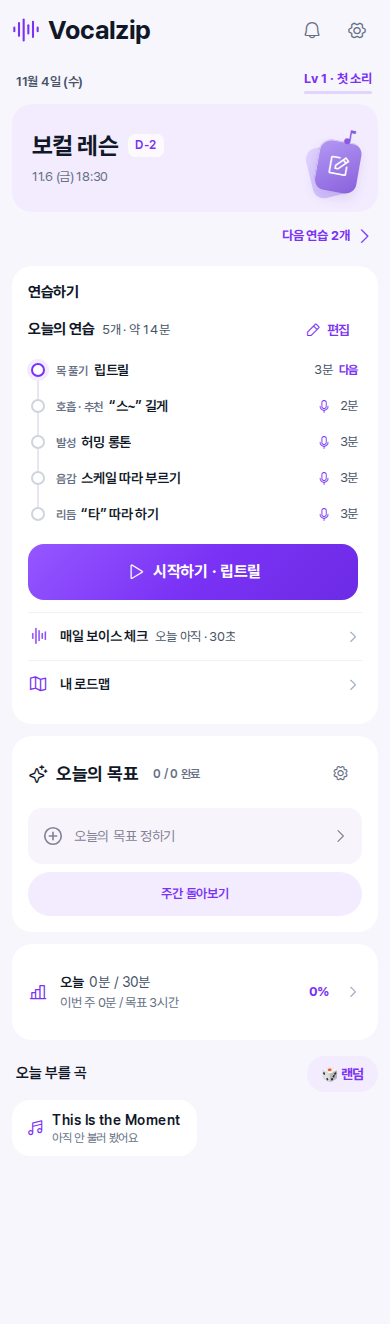 Vocalzip
11월 4일 (수)
Lv 1 · 첫 소리
보컬 레슨 D-2
11.6 (금) 18:30
다음 연습 2개
연습하기
오늘의 연습 5개 · 약 14분
편집
목 풀기 립트릴 3분 다음
호흡 · 추천 “스~” 길게 2분
발성 허밍 롱톤 3분
음감 스케일 따라 부르기 3분
리듬 “타” 따라 하기 3분
시작하기 · 립트릴
매일 보이스 체크 오늘 아직 · 30초
내 로드맵
오늘의 목표 0 / 0 완료
오늘의 목표 정하기
주간 돌아보기
오늘 0분 / 30분
이번 주 0분 / 목표 3시간
0%
오늘 부를 곡
랜덤
This Is the Moment
아직 안 불러 봤어요